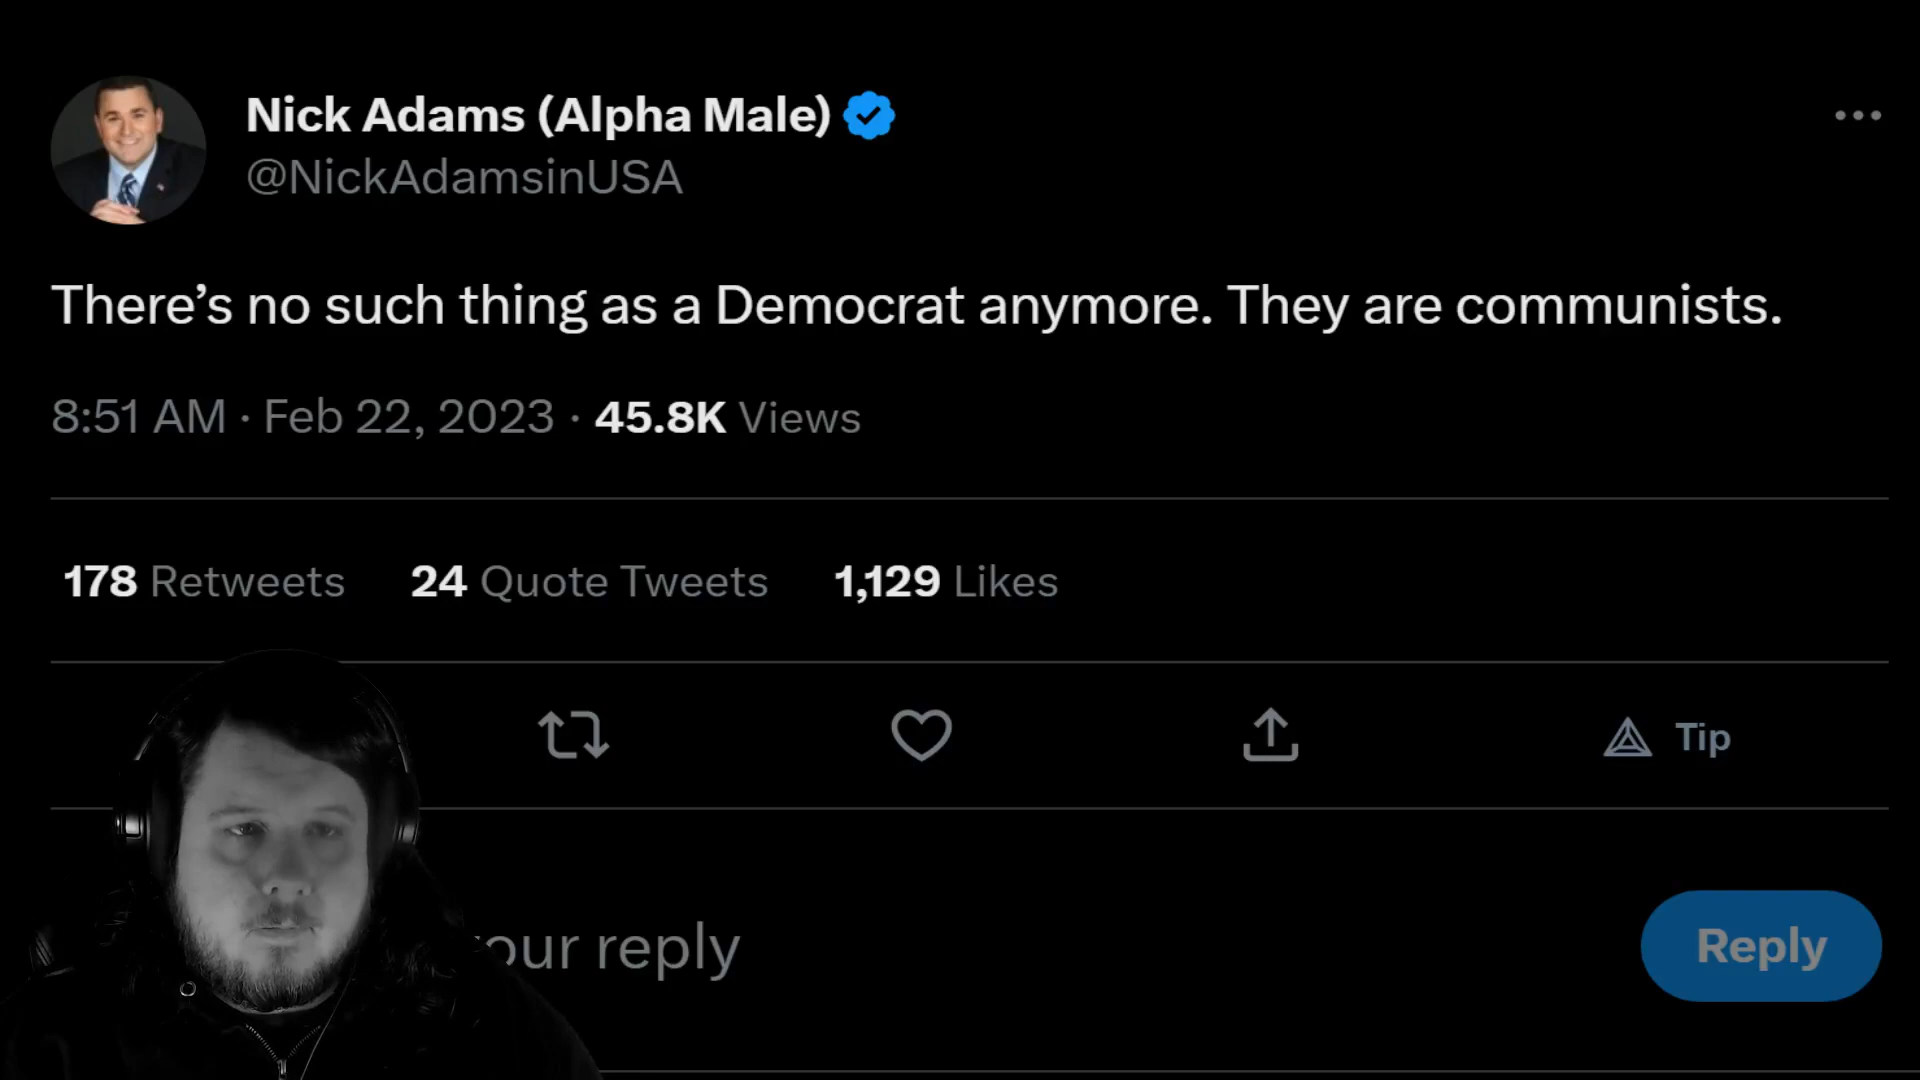 Nick Adams (Alpha Male)
@NickAdamsinUSA
There’s no such thing as a Democrat anymore. They are communists.
8:51 AM · Feb 22, 2023 · 45.8K Views
178 Retweets 24 Quote Tweets 1,129 Likes
Tip
your reply
Reply